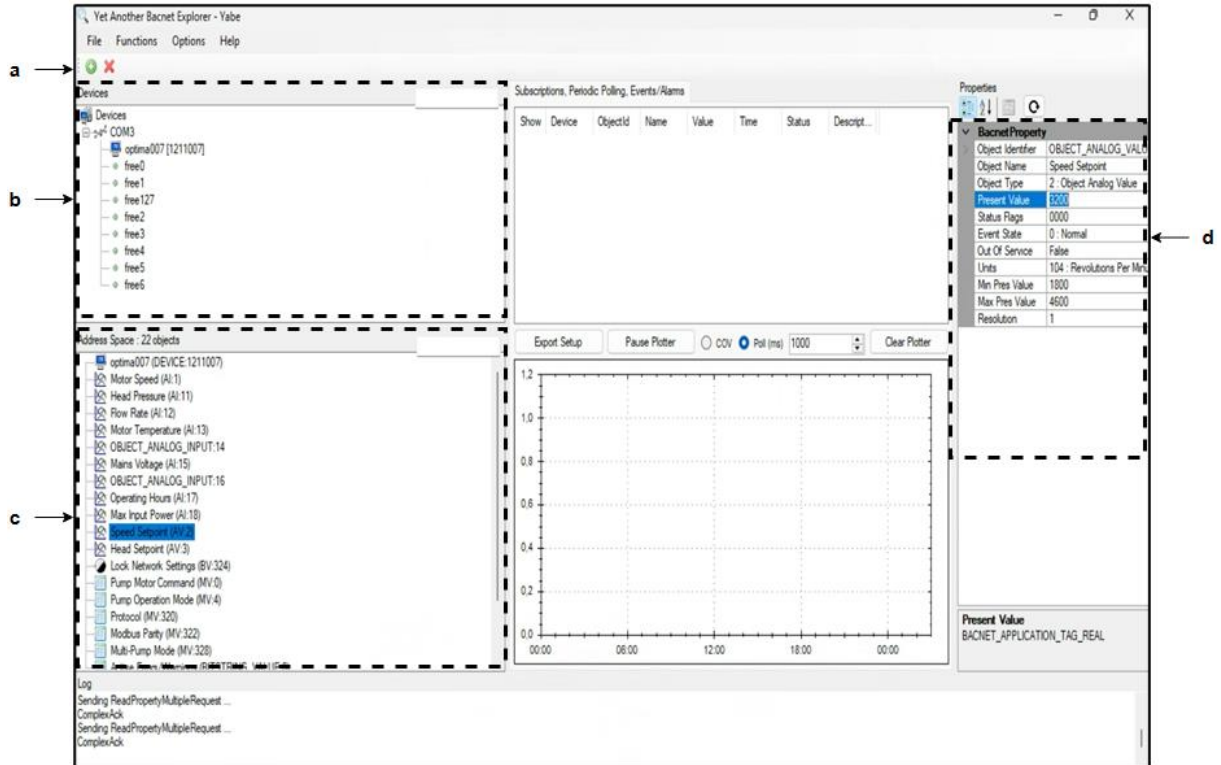 Yet Another Bacnet Explorer - Yabe
File Functions Options Help
a
Devices
Devices
COM3
optima007 [1211007]
free0
free1
b
free127
free2
free3
free4
free5
free6
Subscriptions, Periodic Polling, Events/Alarms
Show Device ObjectId Name Value Time Status Descript...
Properties
BacnetProperty
Object Identifier OBJECT_ANALOG_VALU
Object Name Speed Setpoint
Object Type 2 : Object Analog Value
Present Value 3200
Status Flags 0000
Event State 0 : Normal
d
Out Of Service False
Units 104 : Revolutions Per Minu
Min Pres Value 1800
Max Pres Value 4600
Resolution 1
Address Space : 22 objects
optima007 (DEVICE:1211007)
Motor Speed (AI:1)
Head Pressure (AI:11)
Flow Rate (AI:12)
Motor Temperature (AI:13)
OBJECT_ANALOG_INPUT:14
Mains Voltage (AI:15)
OBJECT_ANALOG_INPUT:16
Operating Hours (AI:17)
c
Max Input Power (AI:18)
Speed Setpoint (AV:2)
Head Setpoint (AV:3)
Lock Network Settings (BV:324)
Pump Motor Command (MV:0)
Pump Operation Mode (MV:4)
Protocol (MV:320)
Modbus Parity (MV:322)
Multi-Pump Mode (MV:328)
Export Setup Pause Plotter COV Poll (ms) 1000 Clear Plotter
1,2
1,0
0,8
0,6
0,4
0,2
0,0
00:00 06:00 12:00 18:00 00:00
Present Value
BACNET_APPLICATION_TAG_REAL
Log
Sending ReadPropertyMultipleRequest ...
ComplexAck
Sending ReadPropertyMultipleRequest ...
ComplexAck